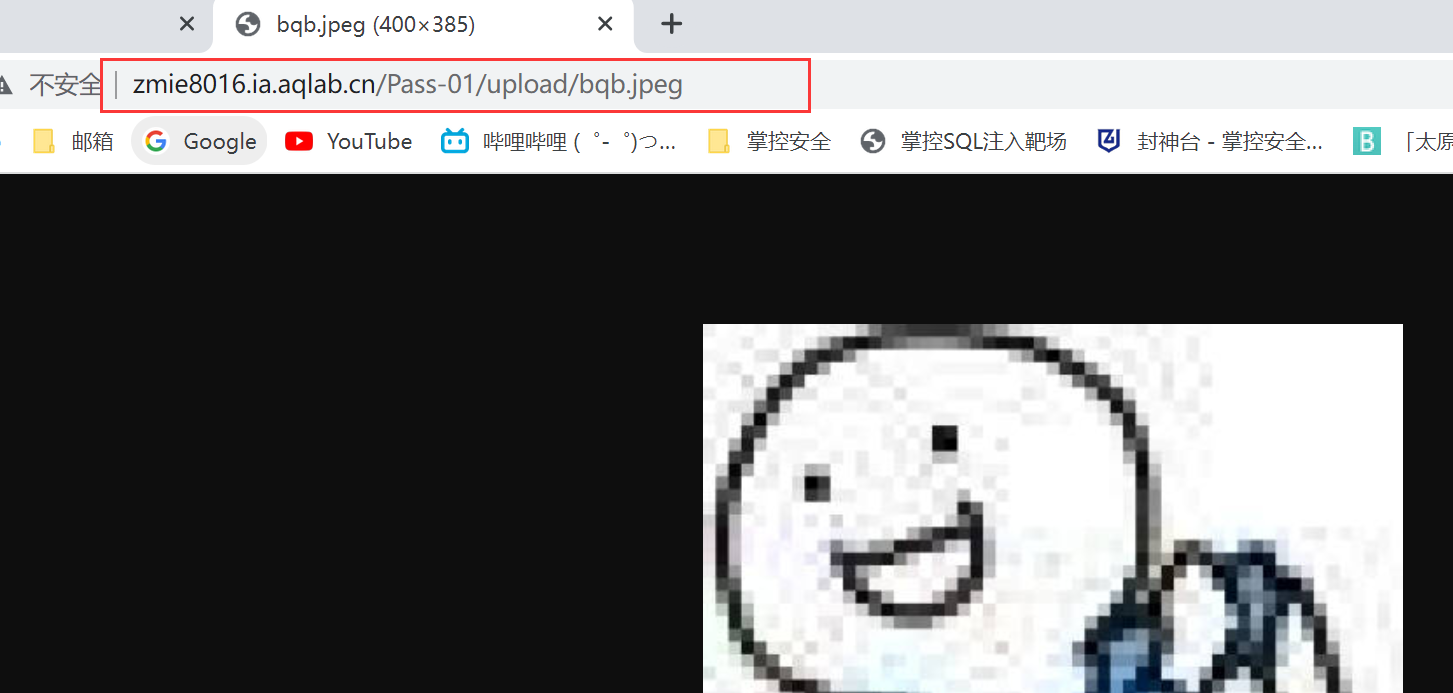 bqb.jpeg (400×385)
不安全 zmie8016.ia.aqlab.cn/Pass-01/upload/bqb.jpeg
邮箱 Google YouTube 哔哩哔哩 ( ゜- ゜)つ... 掌控安全 掌控SQL注入靶场 封神台 - 掌控安全... B 「太原